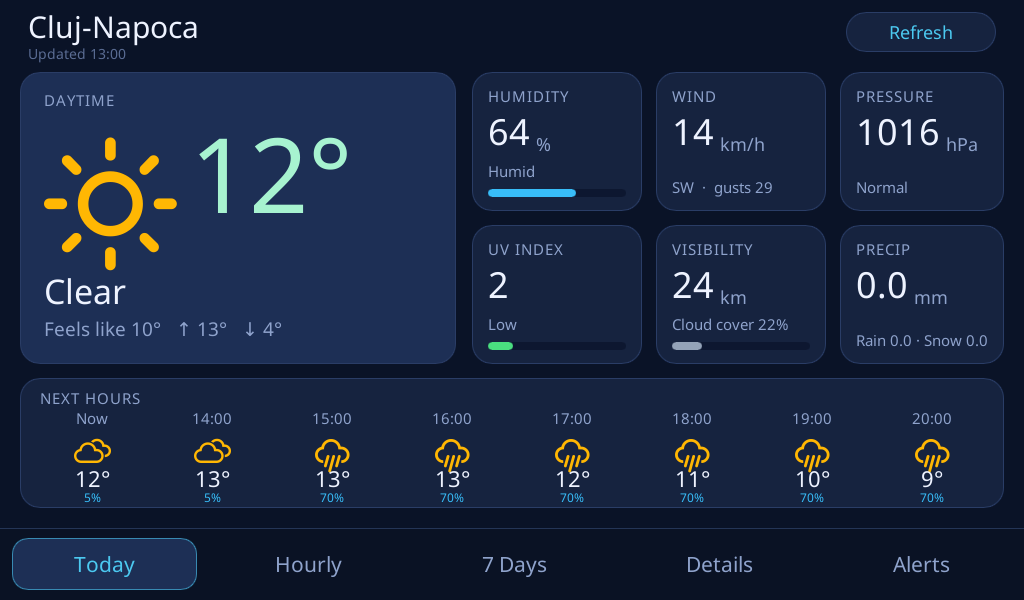 Cluj-Napoca
Updated 13:00
Refresh
DAYTIME
12°
Clear
Feels like 10° ↑ 13° ↓ 4°
HUMIDITY
64 %
Humid
WIND
14 km/h
SW · gusts 29
PRESSURE
1016 hPa
Normal
UV INDEX
2
Low
VISIBILITY
24 km
Cloud cover 22%
PRECIP
0.0 mm
Rain 0.0 · Snow 0.0
NEXT HOURS
Now 14:00 15:00 16:00 17:00 18:00 19:00 20:00
12° 13° 13° 13° 12° 11° 10° 9°
5% 5% 70% 70% 70% 70% 70% 70%
Today Hourly 7 Days Details Alerts